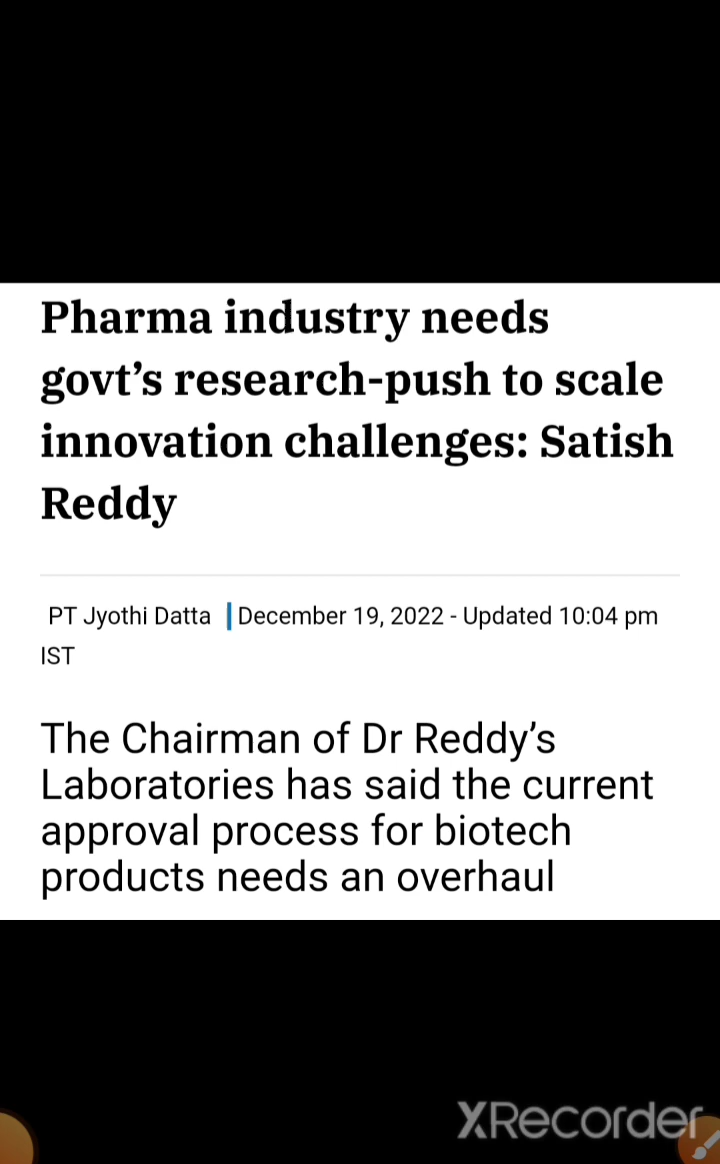 Pharma industry needs
govt’s research-push to scale
innovation challenges: Satish
Reddy
PT Jyothi Datta | December 19, 2022 - Updated 10:04 pm
IST
The Chairman of Dr Reddy’s
Laboratories has said the current
approval process for biotech
products needs an overhaul
XRecorder